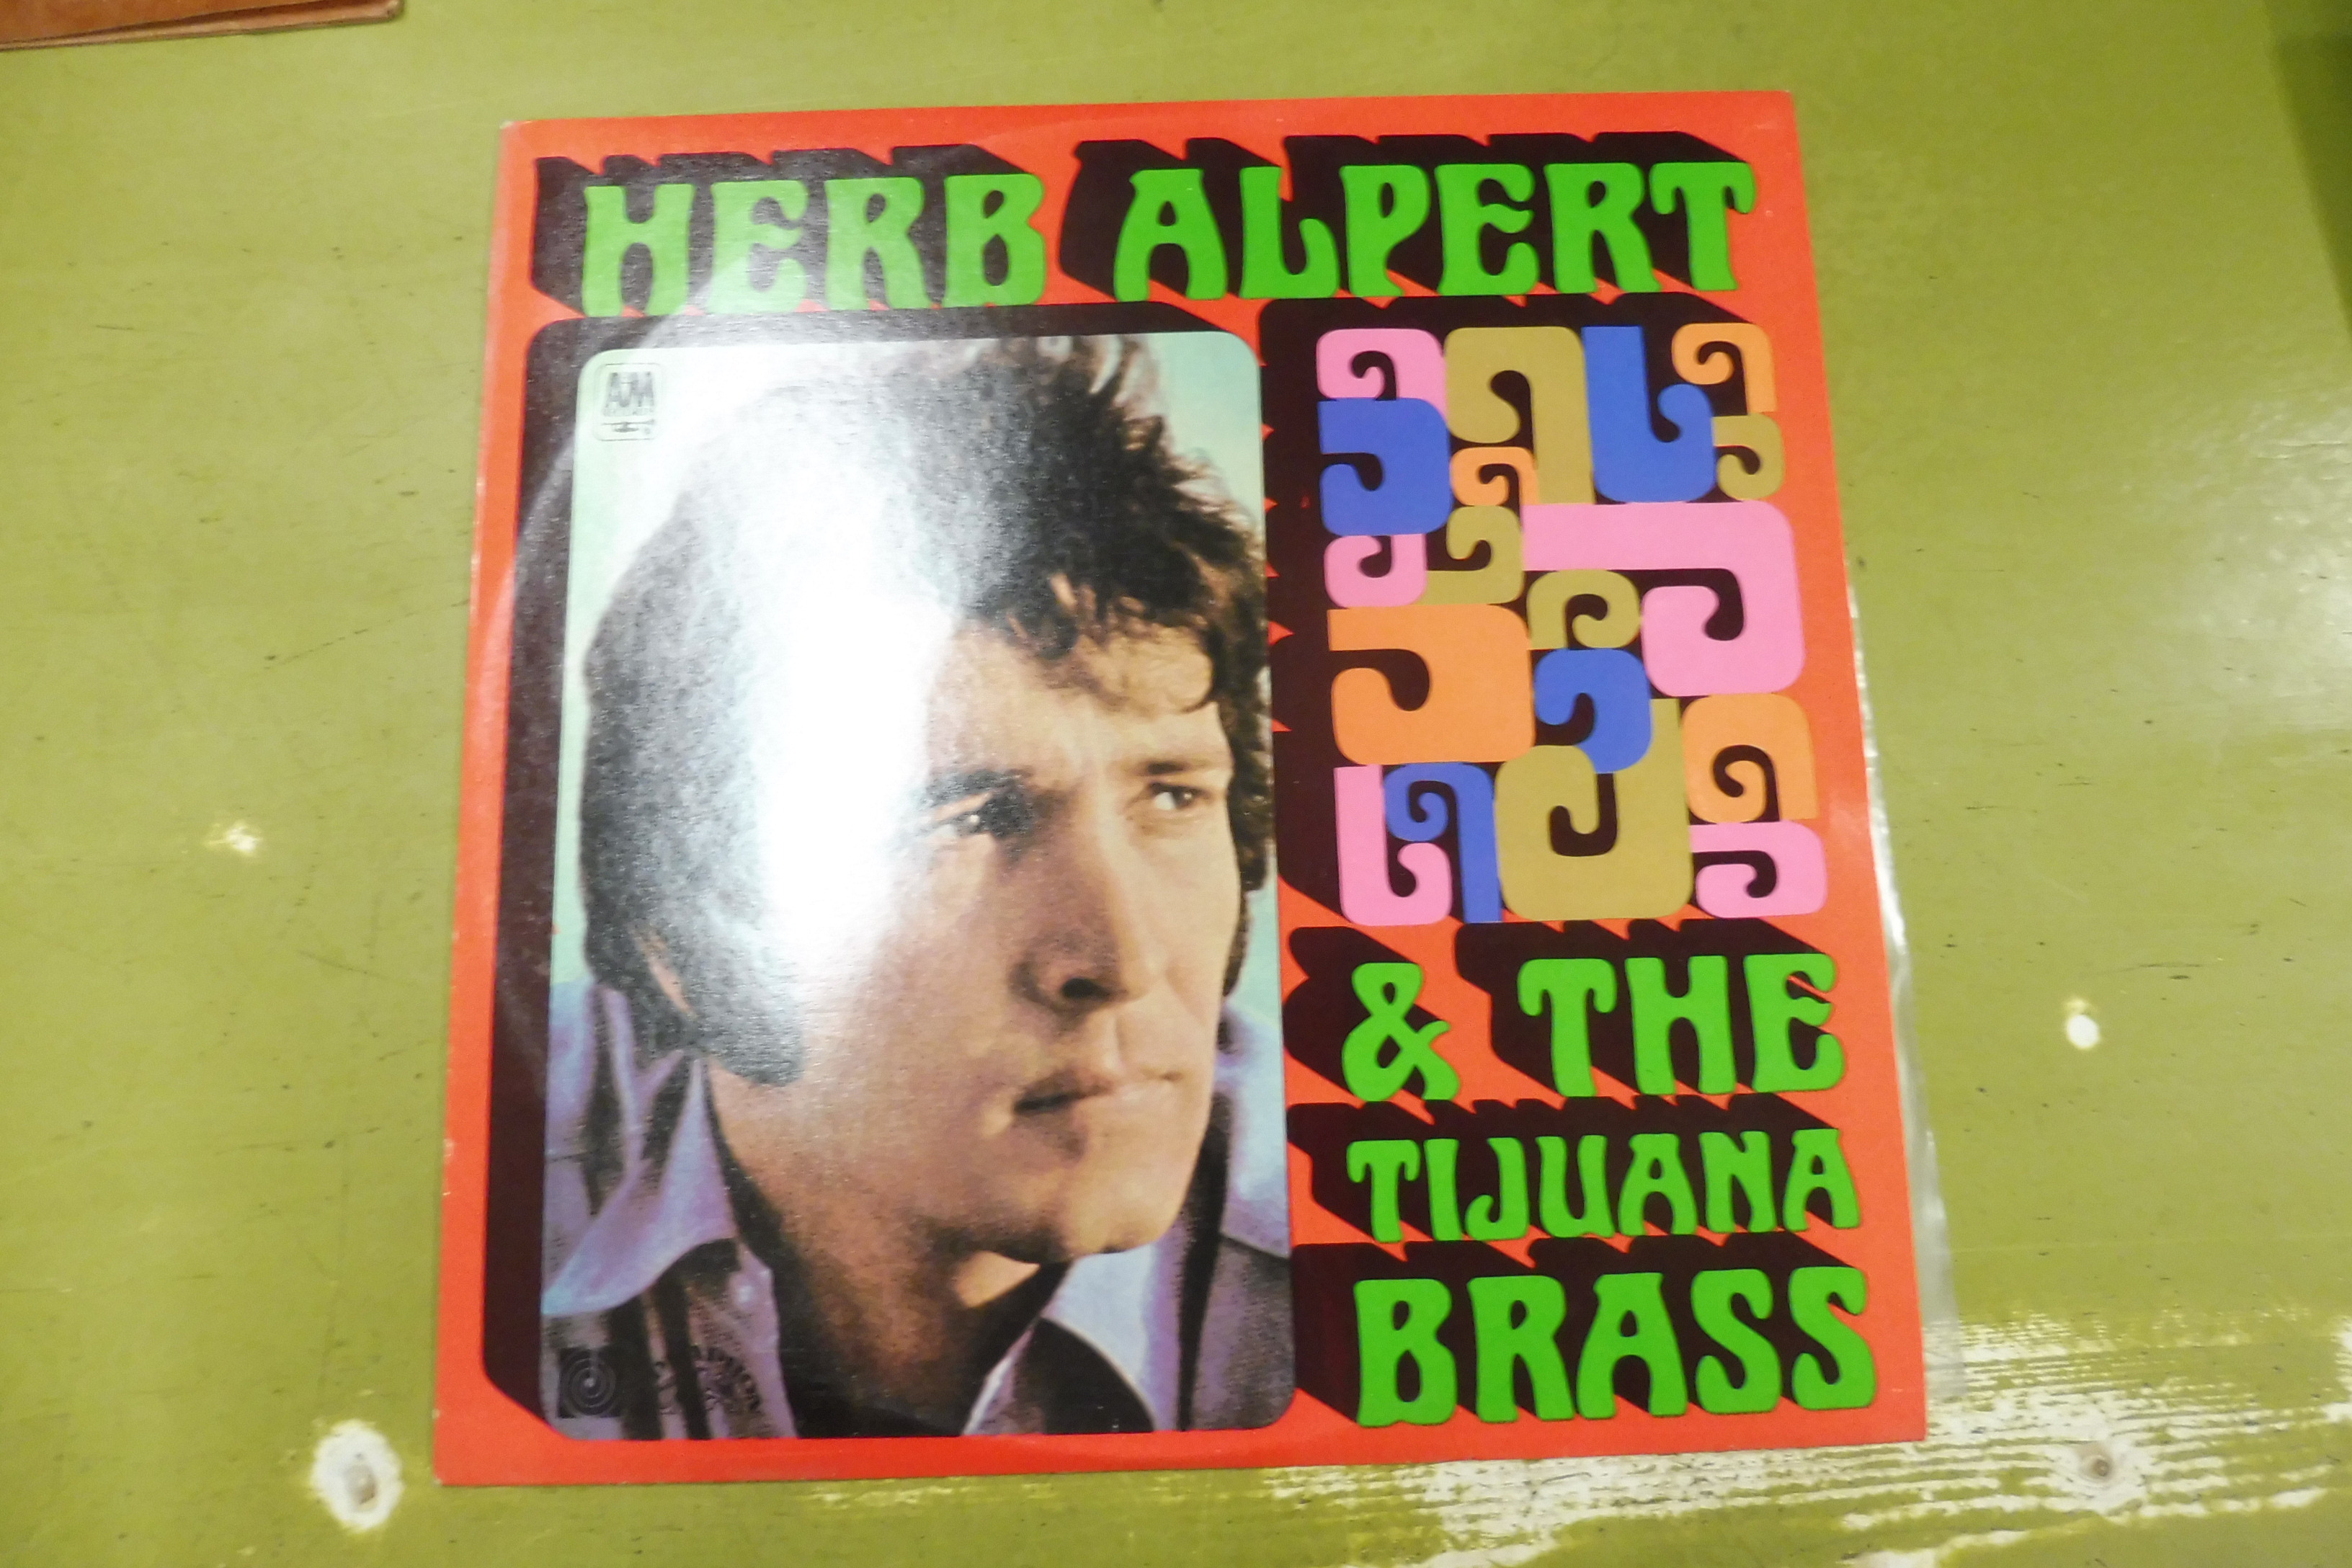 HERB ALPERT
A&M
& THE
TIJUANA
BRASS